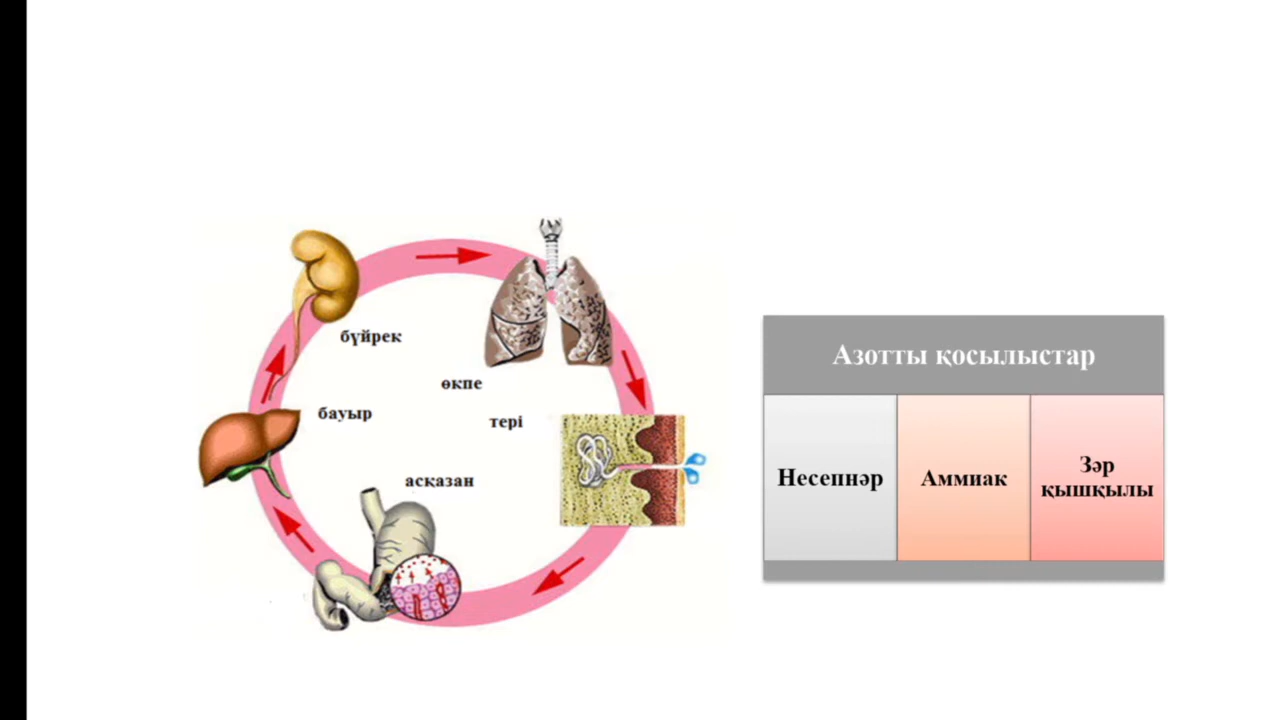 бүйрек
өкпе
бауыр
тері
асқазан
Азотты қосылыстар
Несепнәр
Аммиак
Зәр
қышқылы